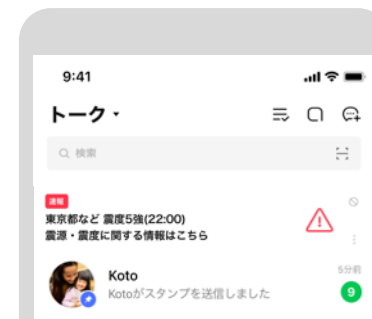 9:41
トーク
検索
速報
東京都など 震度5強(22:00)
震源・震度に関する情報はこちら
Koto
5分前
Kotoがスタンプを送信しました
9